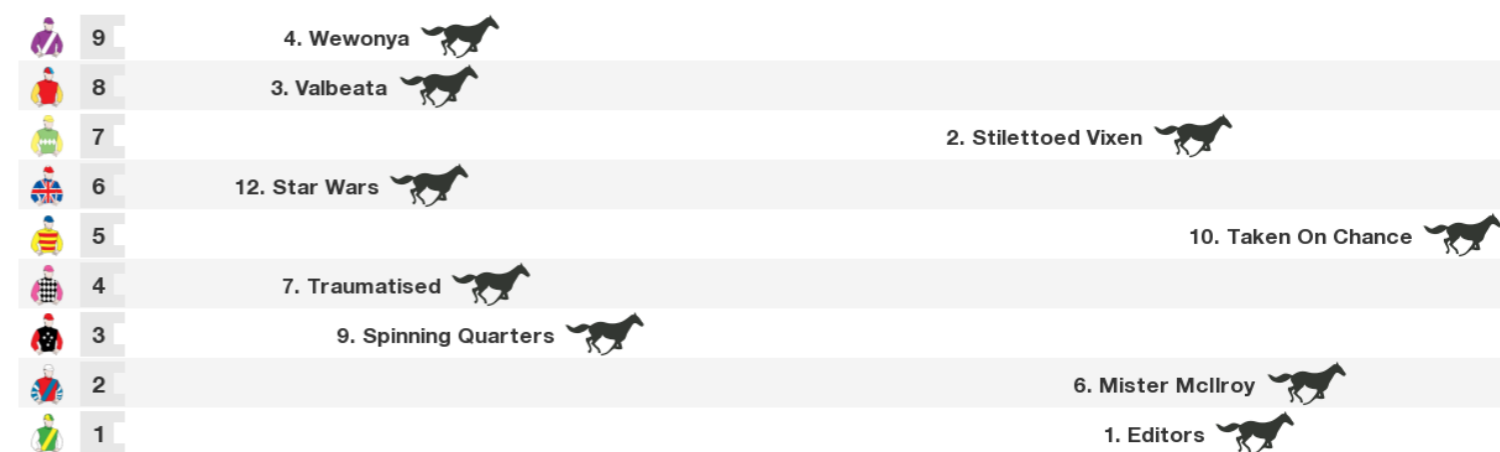 9 4. Wewonya
8 3. Valbeata
7 2. Stilettoed Vixen
6 12. Star Wars
5 10. Taken On Chance
4 7. Traumatised
3 9. Spinning Quarters
2 6. Mister McIlroy
1 1. Editors